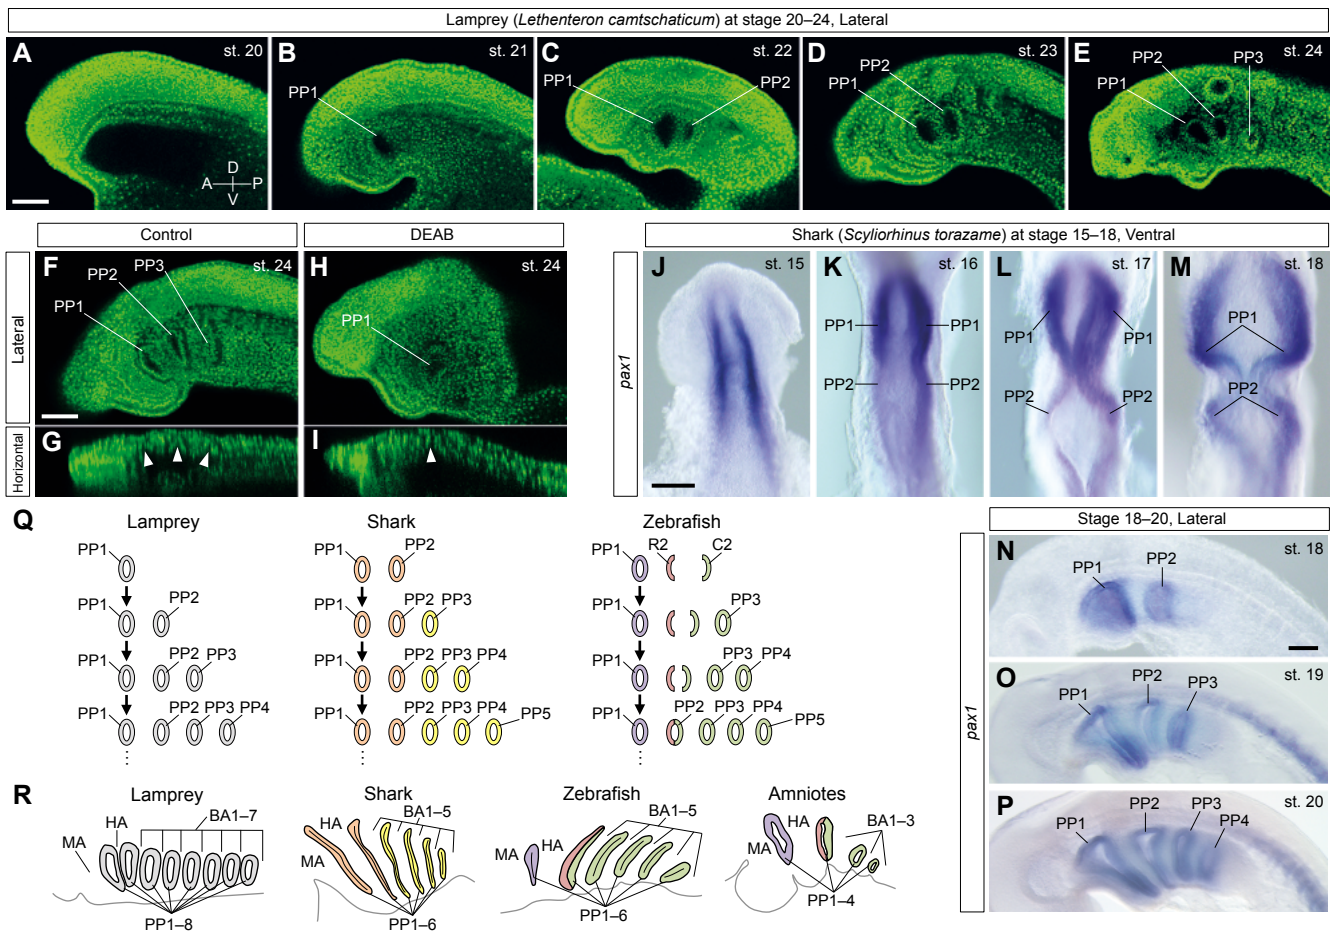 Lamprey (Lethenteron camtschaticum) at stage 20–24, Lateral
A st. 20
D
A P
V
B st. 21
PP1
C st. 22
PP1 PP2
D st. 23
PP2
PP1
E st. 24
PP2 PP3
PP1
Control DEAB
Lateral
F st. 24
PP3
PP2
PP1
H st. 24
PP1
Horizontal
G
I
Shark (Scyliorhinus torazame) at stage 15–18, Ventral
pax1
J st. 15
K st. 16
PP1 PP1
PP2 PP2
L st. 17
PP1 PP1
PP2 PP2
M st. 18
PP1
PP2
Q
Lamprey
PP1
PP1 PP2
PP1 PP2 PP3
PP1 PP2 PP3 PP4
⋮
Shark
PP1 PP2
PP1 PP2 PP3
PP1 PP2 PP3 PP4
PP1 PP2 PP3 PP4 PP5
⋮
Zebrafish
PP1 R2 C2
PP1 PP3
PP1 PP3 PP4
PP1 PP2 PP3 PP4 PP5
⋮
R
Lamprey
MA HA BA1–7
PP1–8
Shark
MA HA BA1–5
PP1–6
Zebrafish
MA HA BA1–5
PP1–6
Amniotes
MA HA BA1–3
PP1–4
Stage 18–20, Lateral
pax1
N st. 18
PP1 PP2
O st. 19
PP1 PP2 PP3
P st. 20
PP1 PP2 PP3 PP4